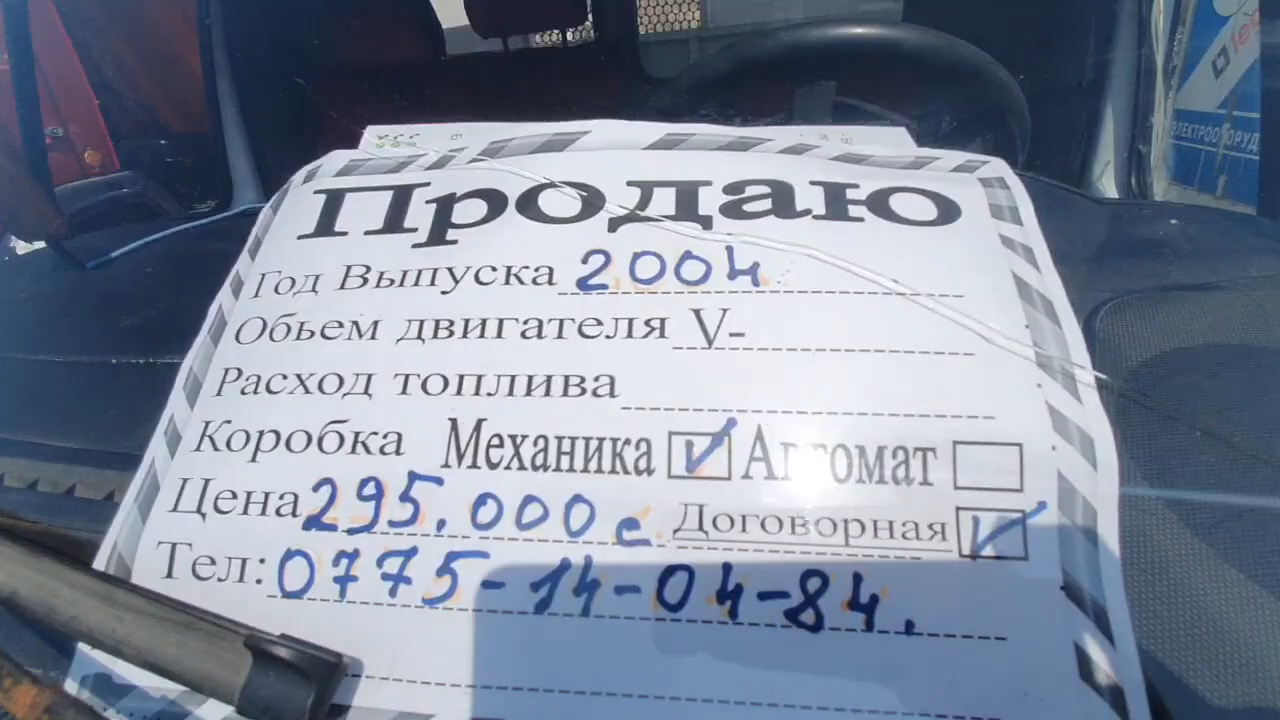 Продаю
Год Выпуска 2004
Обьем двигателя V-
Расход топлива
Коробка Механика Автомат
Цена 295.000 с Договорная
Тел: 0775-14-04-84.
ЭЛЕКТРООБОРУД